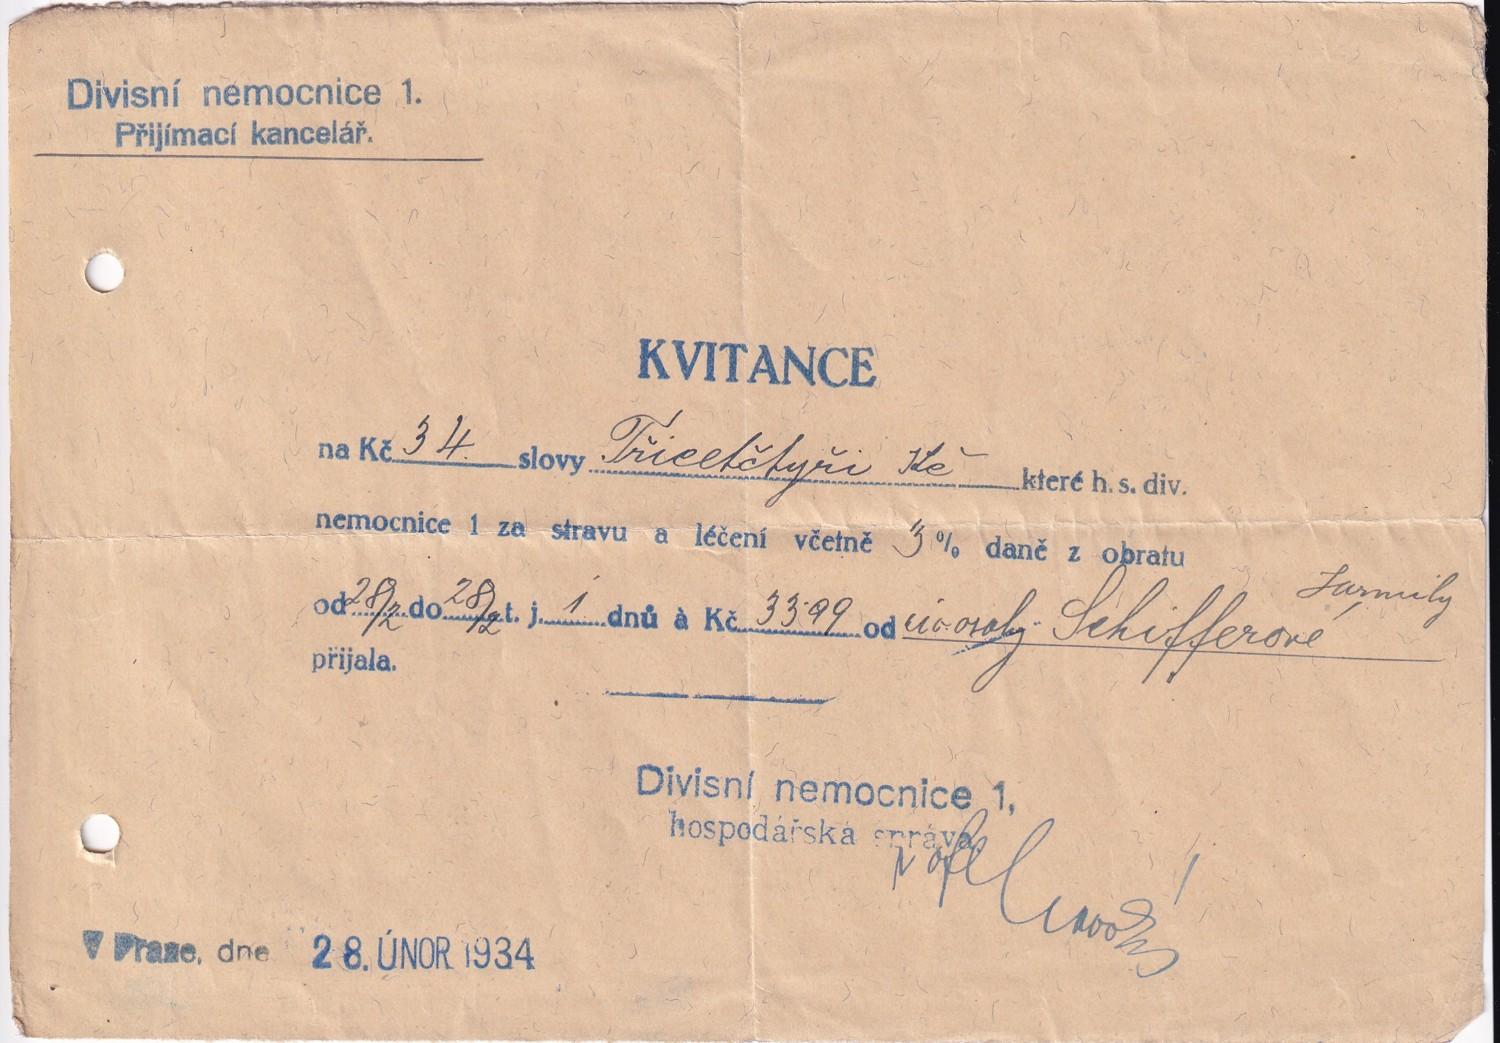 Divisní nemocnice 1.
Přijímací kancelář.
KVITANCE
na Kč 34. slovy Třicetčtyři Kč které h. s. div.
nemocnice 1 za stravu a léčení včetně 3% daně z obratu
od 28/2 do 28/2 t. j. 1 dnů à Kč 33·99 od civ. osoby Schifferové Jarmily
přijala.
Divisní nemocnice 1,
hospodářská správa.
V Praze, dne 28. ÚNOR 1934